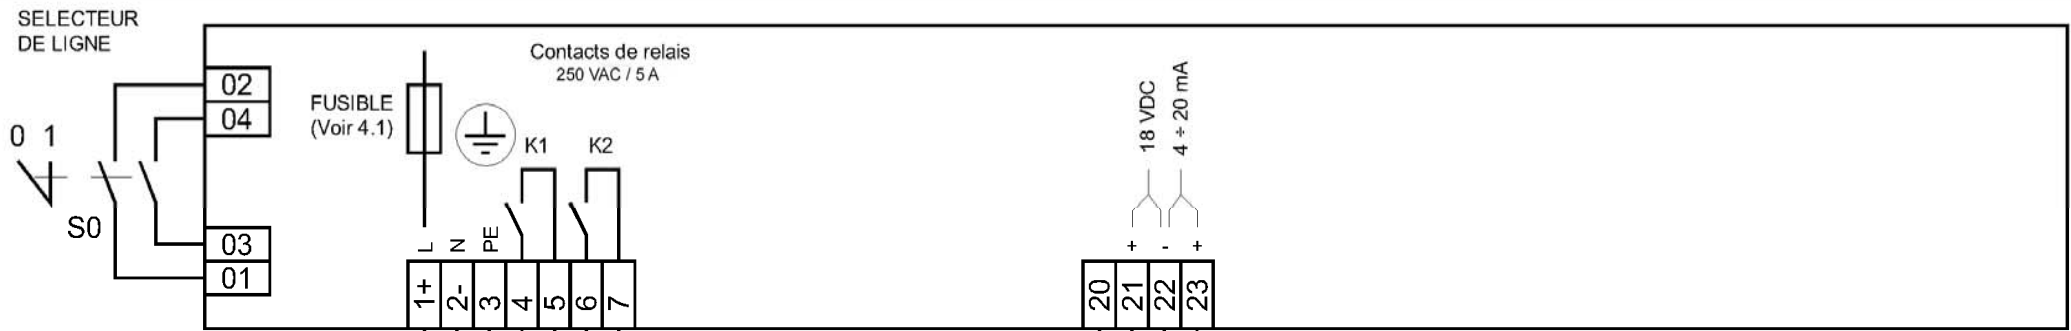 SELECTEUR
DE LIGNE
Contacts de relais
250 VAC / 5 A
02
04
FUSIBLE
(Voir 4.1)
18 VDC
4 ÷ 20 mA
0 1
K1
K2
S0
03
01
L
N
PE
+
-
+
1+
2-
3
4
5
6
7
20
21
22
23